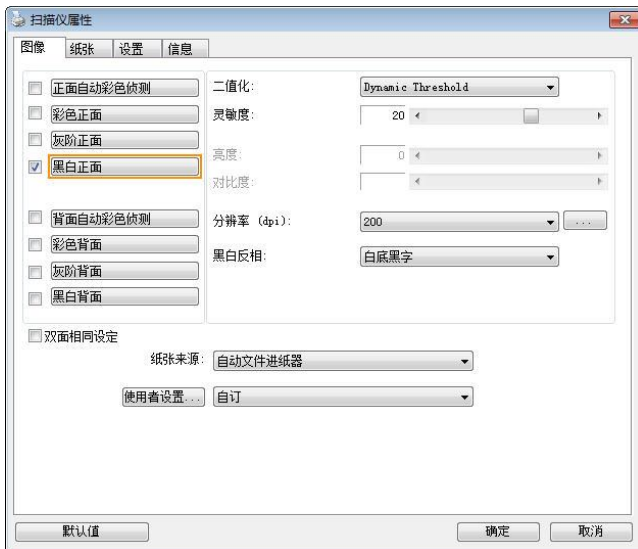 扫描仪属性
图像 纸张 设置 信息
正面自动彩色侦测 二值化: Dynamic Threshold
彩色正面 灵敏度: 20
灰阶正面
亮度: 0
黑白正面
对比度:
背面自动彩色侦测 分辨率 (dpi): 200 ...
彩色背面 黑白反相: 白底黑字
灰阶背面
黑白背面
双面相同设定
纸张来源: 自动文件进纸器
使用者设置... 自订
默认值 确定 取消